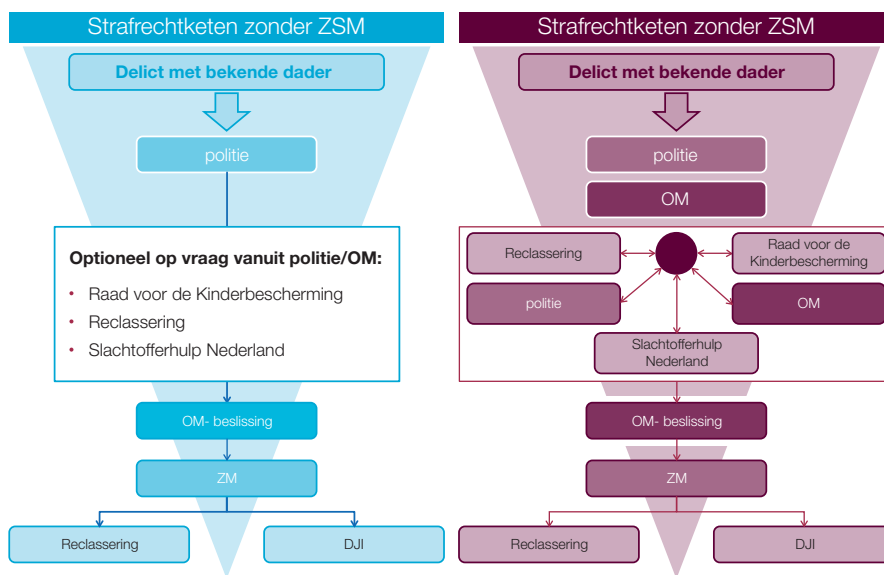 Strafrechtketen zonder ZSM
Delict met bekende dader
politie
Optioneel op vraag vanuit politie/OM:
• Raad voor de Kinderbescherming
• Reclassering
• Slachtofferhulp Nederland
OM- beslissing
ZM
Reclassering
DJI
Strafrechtketen zonder ZSM
Delict met bekende dader
politie
OM
Reclassering
Raad voor de
Kinderbescherming
politie
OM
Slachtofferhulp
Nederland
OM- beslissing
ZM
Reclassering
DJI